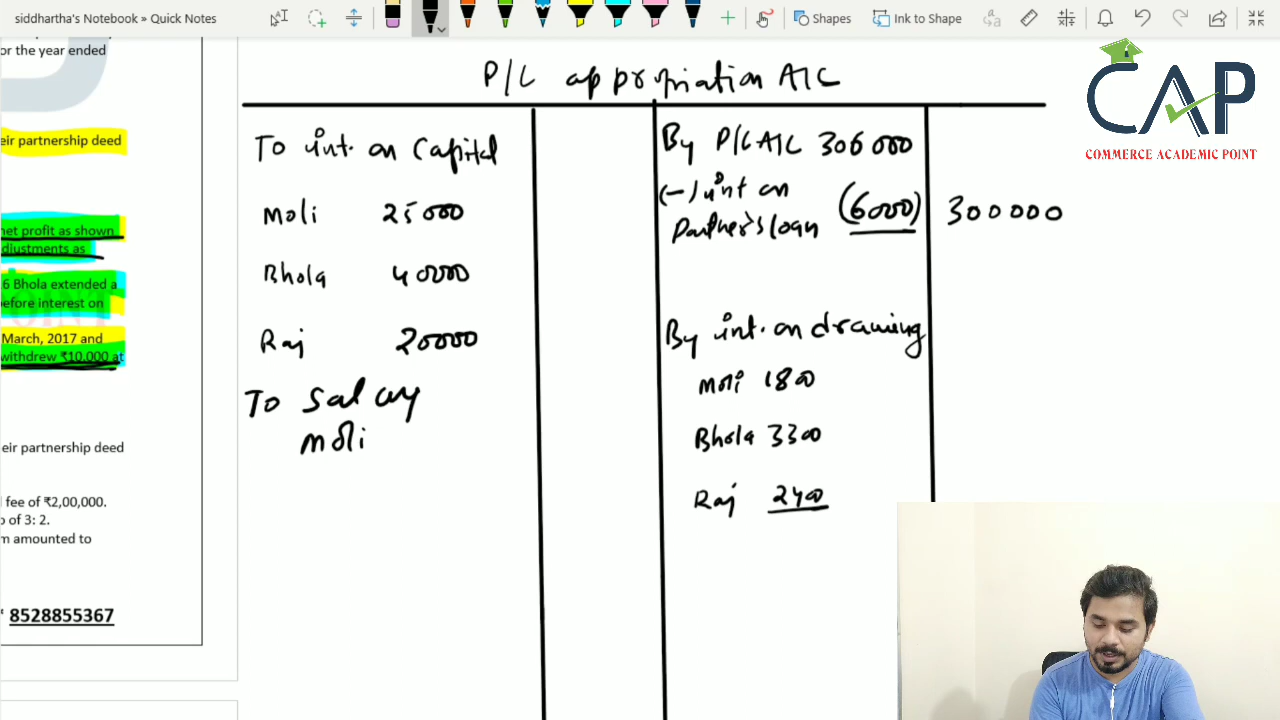 siddhartha's Notebook » Quick Notes
Shapes
Ink to Shape
or the year ended
eir partnership deed
net profit as shown
djustments as
6 Bhola extended a
before interest on
March, 2017 and
withdrew ₹10,000 at
eir partnership deed
fee of ₹2,00,000.
o of 3: 2.
m amounted to
8528855367
P/L appropriation A/C
To int. on Capital
Moli 25000
Bhola 40000
Raj 20000
To Salary
Moli
By P/L A/C 306000
(-) int on
Partner's loan (6000) 300000
By int. on drawing
Moli 1800
Bhola 3300
Raj 2400
CAP
COMMERCE ACADEMIC POINT